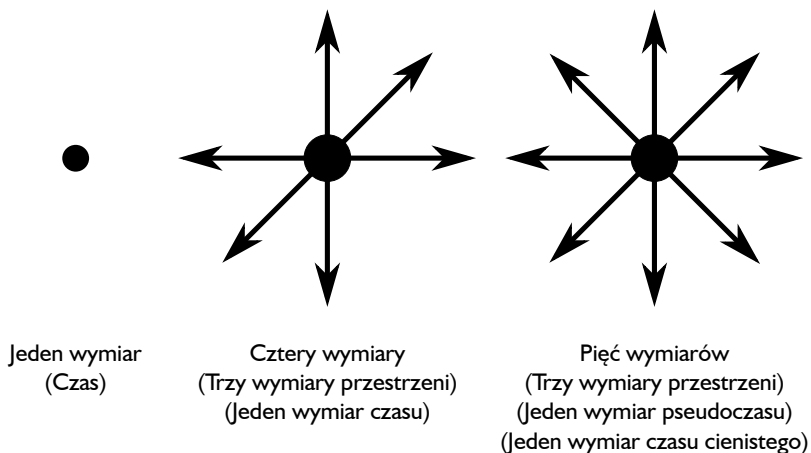 Jeden wymiar
(Czas)
Cztery wymiary
(Trzy wymiary przestrzeni)
(Jeden wymiar czasu)
Pięć wymiarów
(Trzy wymiary przestrzeni)
(Jeden wymiar pseudoczasu)
(Jeden wymiar czasu cienistego)